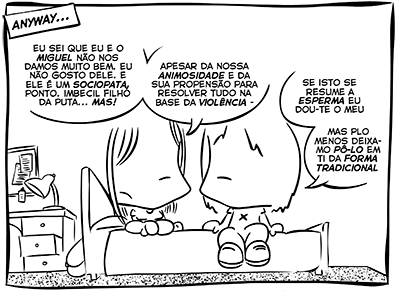 ANYWAY...
EU SEI QUE EU E O
MIGUEL NÃO NOS
DAMOS MUITO BEM. EU
NÃO GOSTO DELE. E
ELE É UM SOCIOPATA,
PONTO. IMBECIL FILHO
DA PUTA... MAS!
APESAR DA NOSSA
ANIMOSIDADE E DA
SUA PROPENSÃO PARA
RESOLVER TUDO NA
BASE DA VIOLÊNCIA -
SE ISTO SE
RESUME A
ESPERMA EU
DOU-TE O MEU
MAS PLO
MENOS DEIXA-
MO PÔ-LO EM
TI DA FORMA
TRADICIONAL